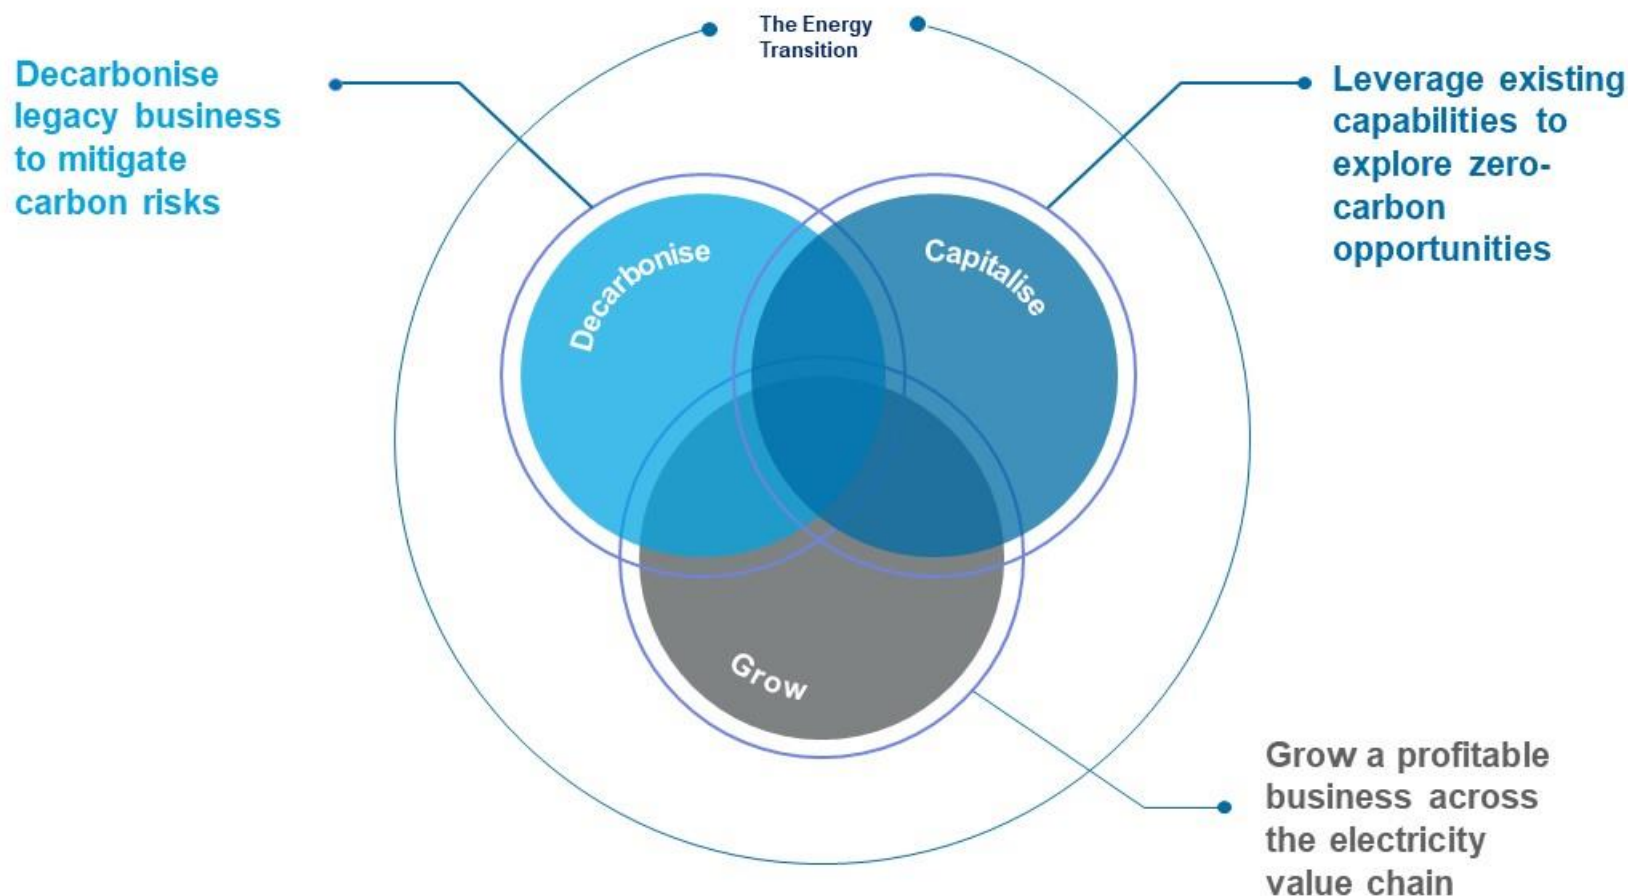 The Energy
Transition
Decarbonise
legacy business
to mitigate
carbon risks
Leverage existing
capabilities to
explore zero-
carbon
opportunities
Decarbonise
Capitalise
Grow
Grow a profitable
business across
the electricity
value chain